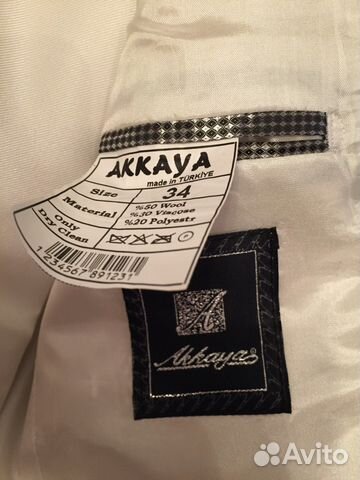 AKKAYA
made in TÜRKİYE
Size 34
Material %50 Wool
%30 Viscose
%20 Polyestr
Only
Dry Clean
1 234567 891231
A
Akkaya
Avito